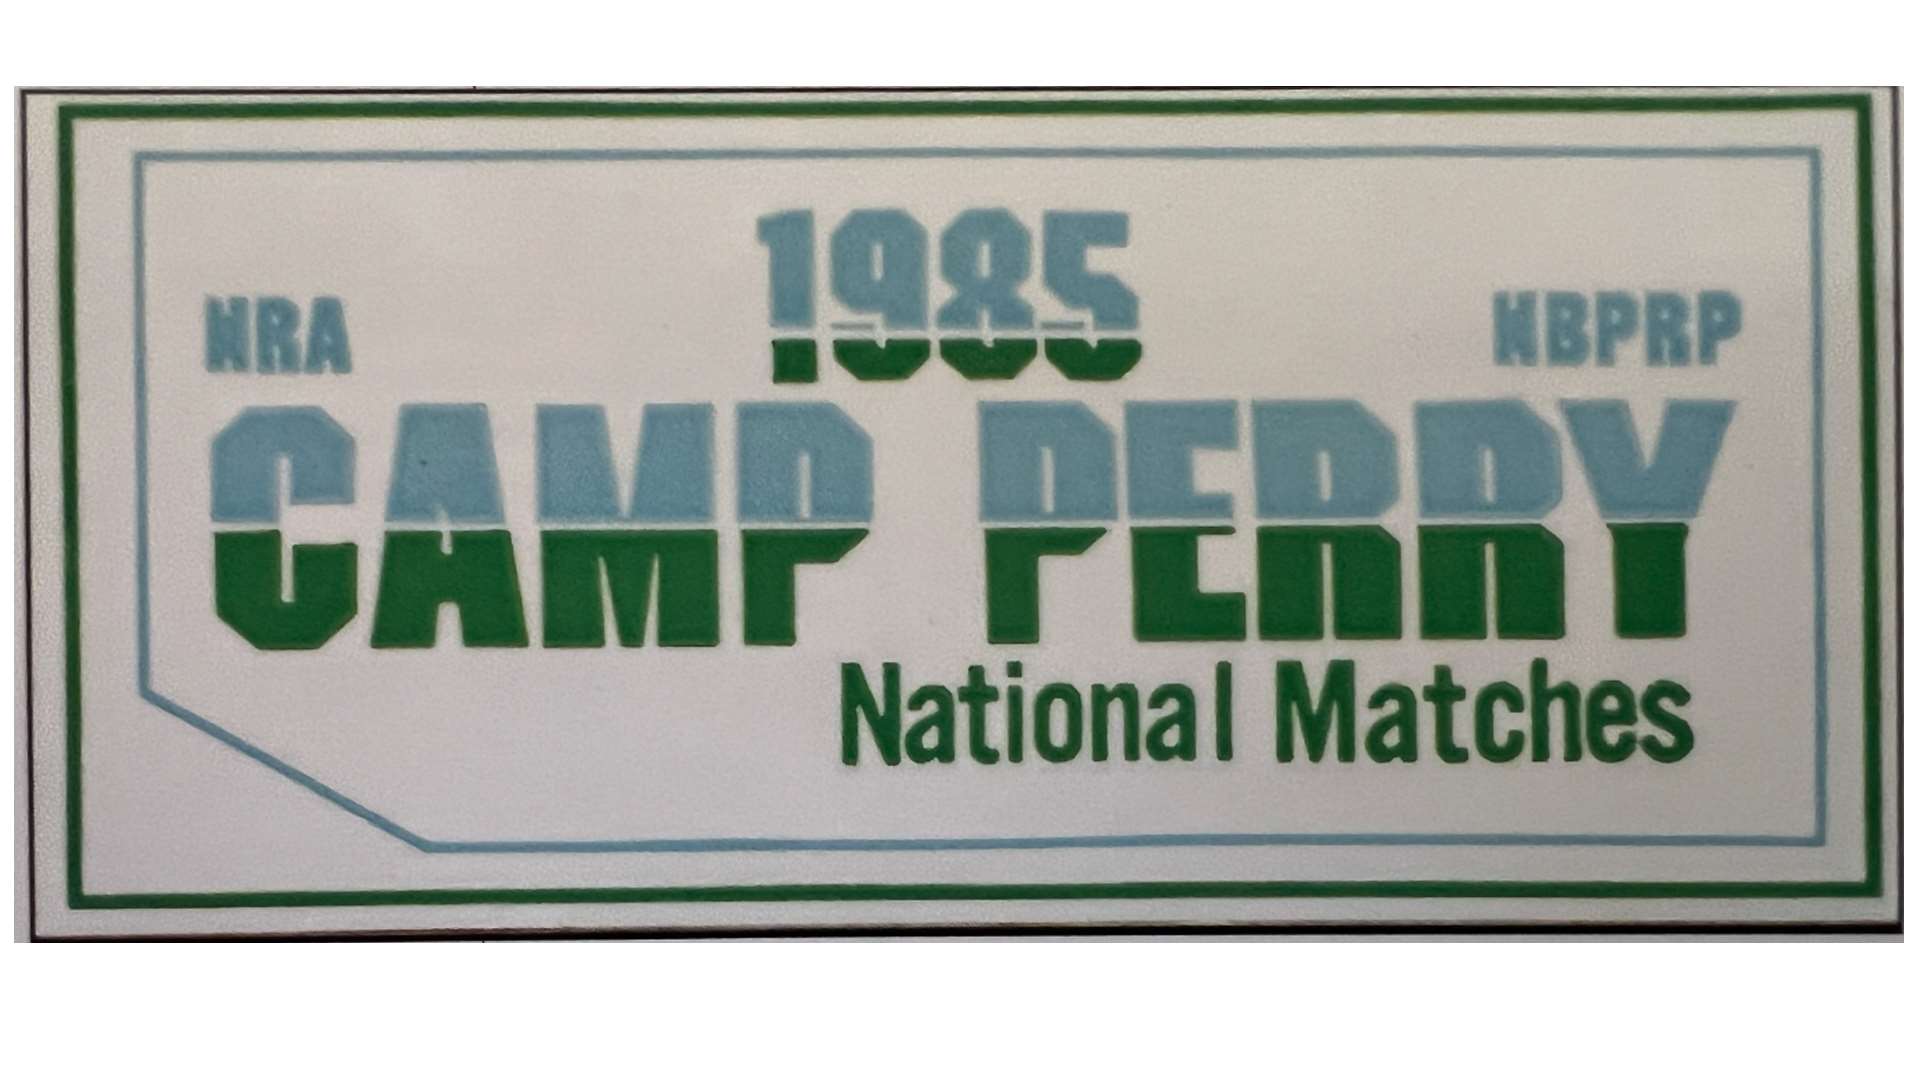 1985
NRA NBPRP
CAMP PERRY
National Matches